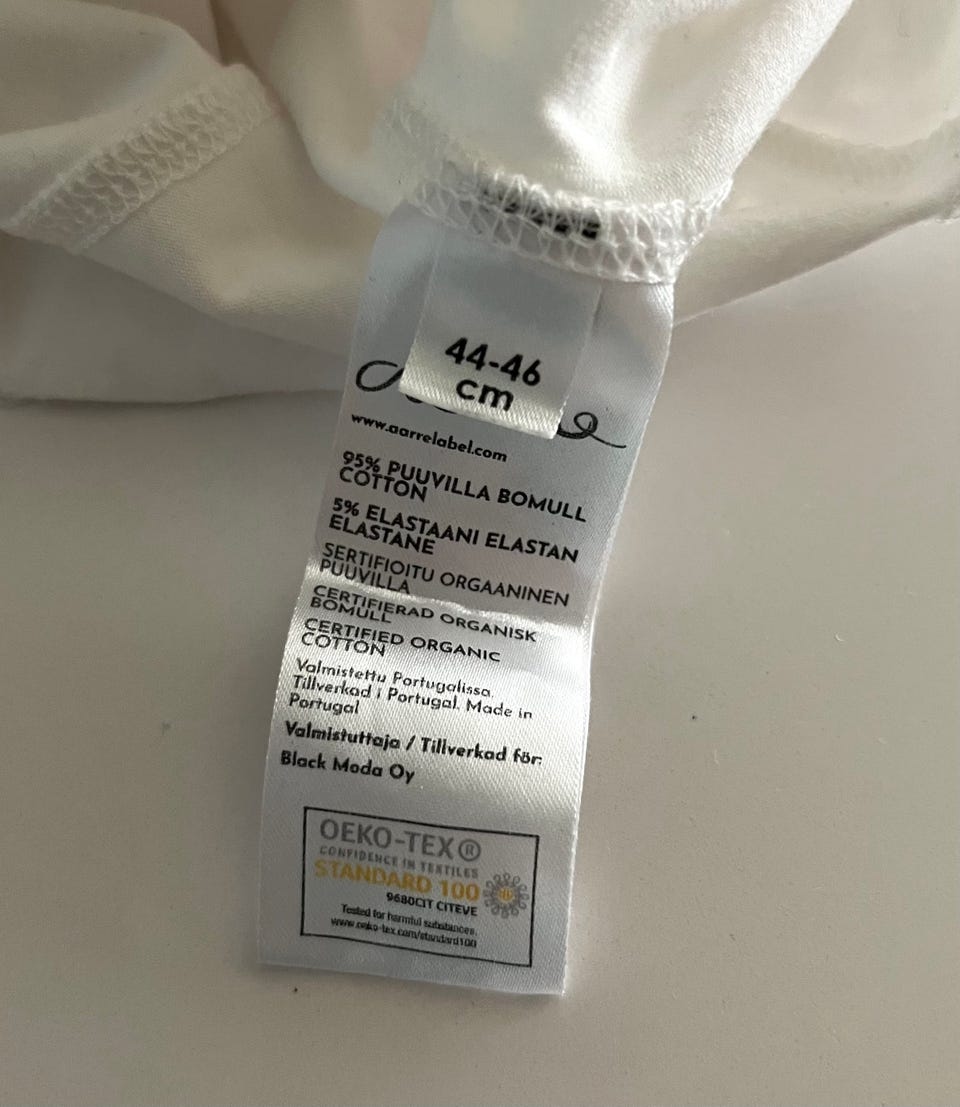 44-46
cm
www.aarrelabel.com
95% PUUVILLA BOMULL
COTTON
5% ELASTAANI ELASTAN
ELASTANE
SERTIFIOITU ORGAANINEN
PUUVILLA
CERTIFIERAD ORGANISK
BOMULL
CERTIFIED ORGANIC
COTTON
Valmistettu Portugalissa.
Tillverkad i Portugal. Made in
Portugal
Valmistuttaja / Tillverkad för:
Black Moda Oy
OEKO-TEX®
CONFIDENCE IN TEXTILES
STANDARD 100
9680CIT CITEVE
Tested for harmful substances.
www.oeko-tex.com/standard100